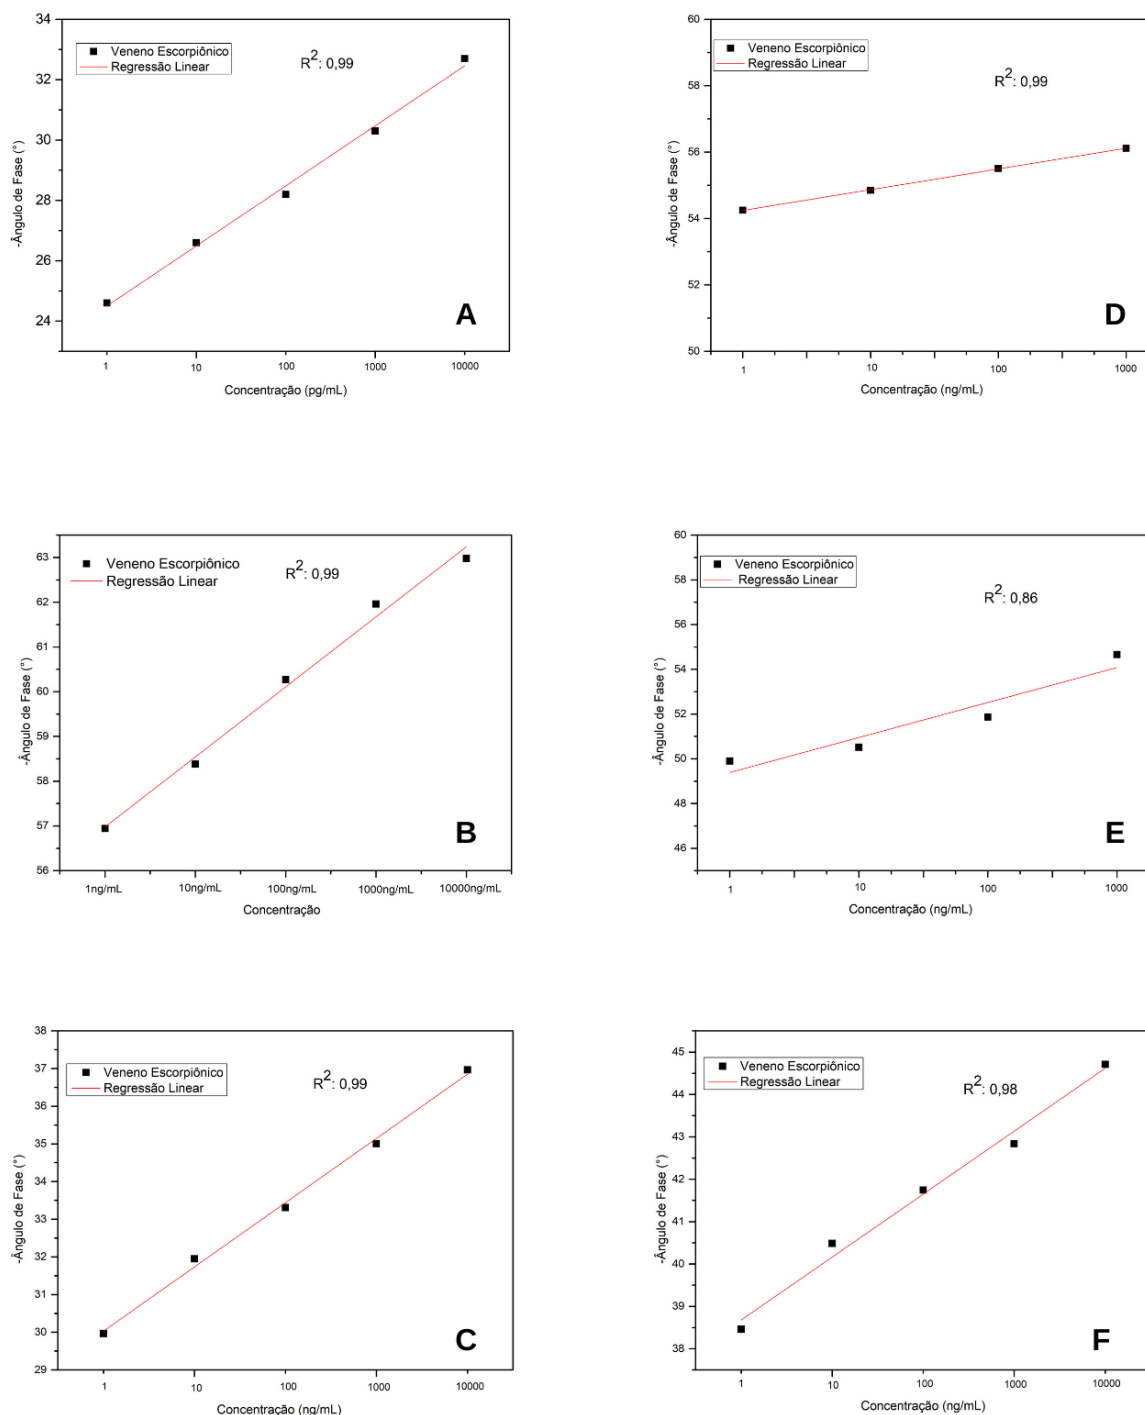 34
32
30
28
26
24
-Ângulo de Fase (°)
Veneno Escorpiônico
Regressão Linear
R2: 0,99
A
1 10 100 1000 10000
Concentração (pg/mL)
60
58
56
54
52
50
-Ângulo de Fase (°)
Veneno Escorpiônico
Regressão Linear
R2: 0,99
D
1 10 100 1000
Concentração (ng/mL)
63
62
61
60
58
57
56
-Ângulo de Fase (°)
Veneno Escorpiônico
Regressão Linear
R2: 0,99
B
1ng/mL 10ng/mL 100ng/mL 1000ng/mL 10000ng/mL
Concentração
60
58
56
54
52
50
48
46
-Ângulo de Fase (°)
Veneno Escorpiônico
Regressão Linear
R2: 0,86
E
1 10 100 1000
Concentração (ng/mL)
38
37
36
35
33
32
31
30
29
-Ângulo de Fase (°)
Veneno Escorpiônico
Regressão Linear
R2: 0,99
C
1 10 100 1000 10000
Concentração (ng/mL)
45
44
43
41
40
39
38
-Ângulo de Fase (°)
Veneno Escorpiônico
Regressão Linear
R2: 0,98
F
1 10 100 1000 10000
Concentração (ng/mL)